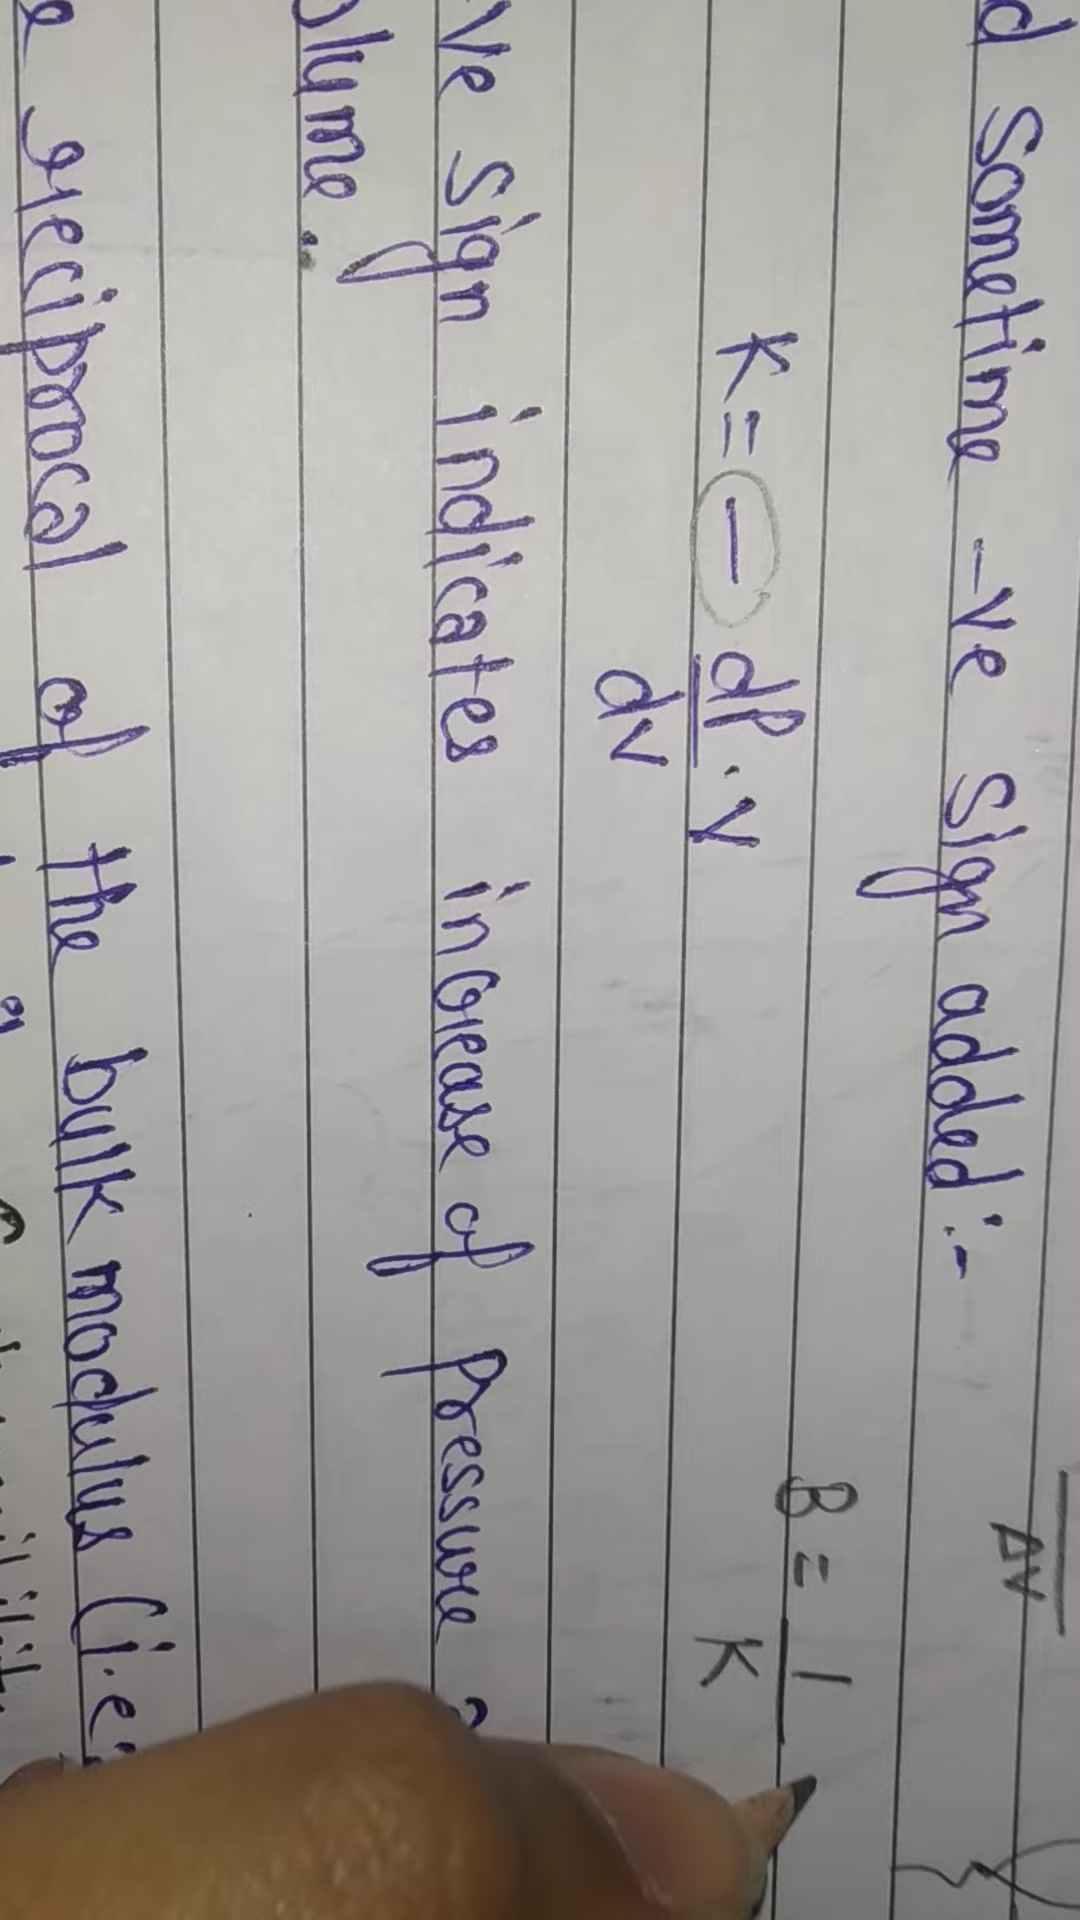 Sometime -ve Sign added :-
ΔV
K = - dP/dv . v
B = 1/K
-ve Sign indicates increase of Pressure
reciprocal of the bulk modulus (i.e.